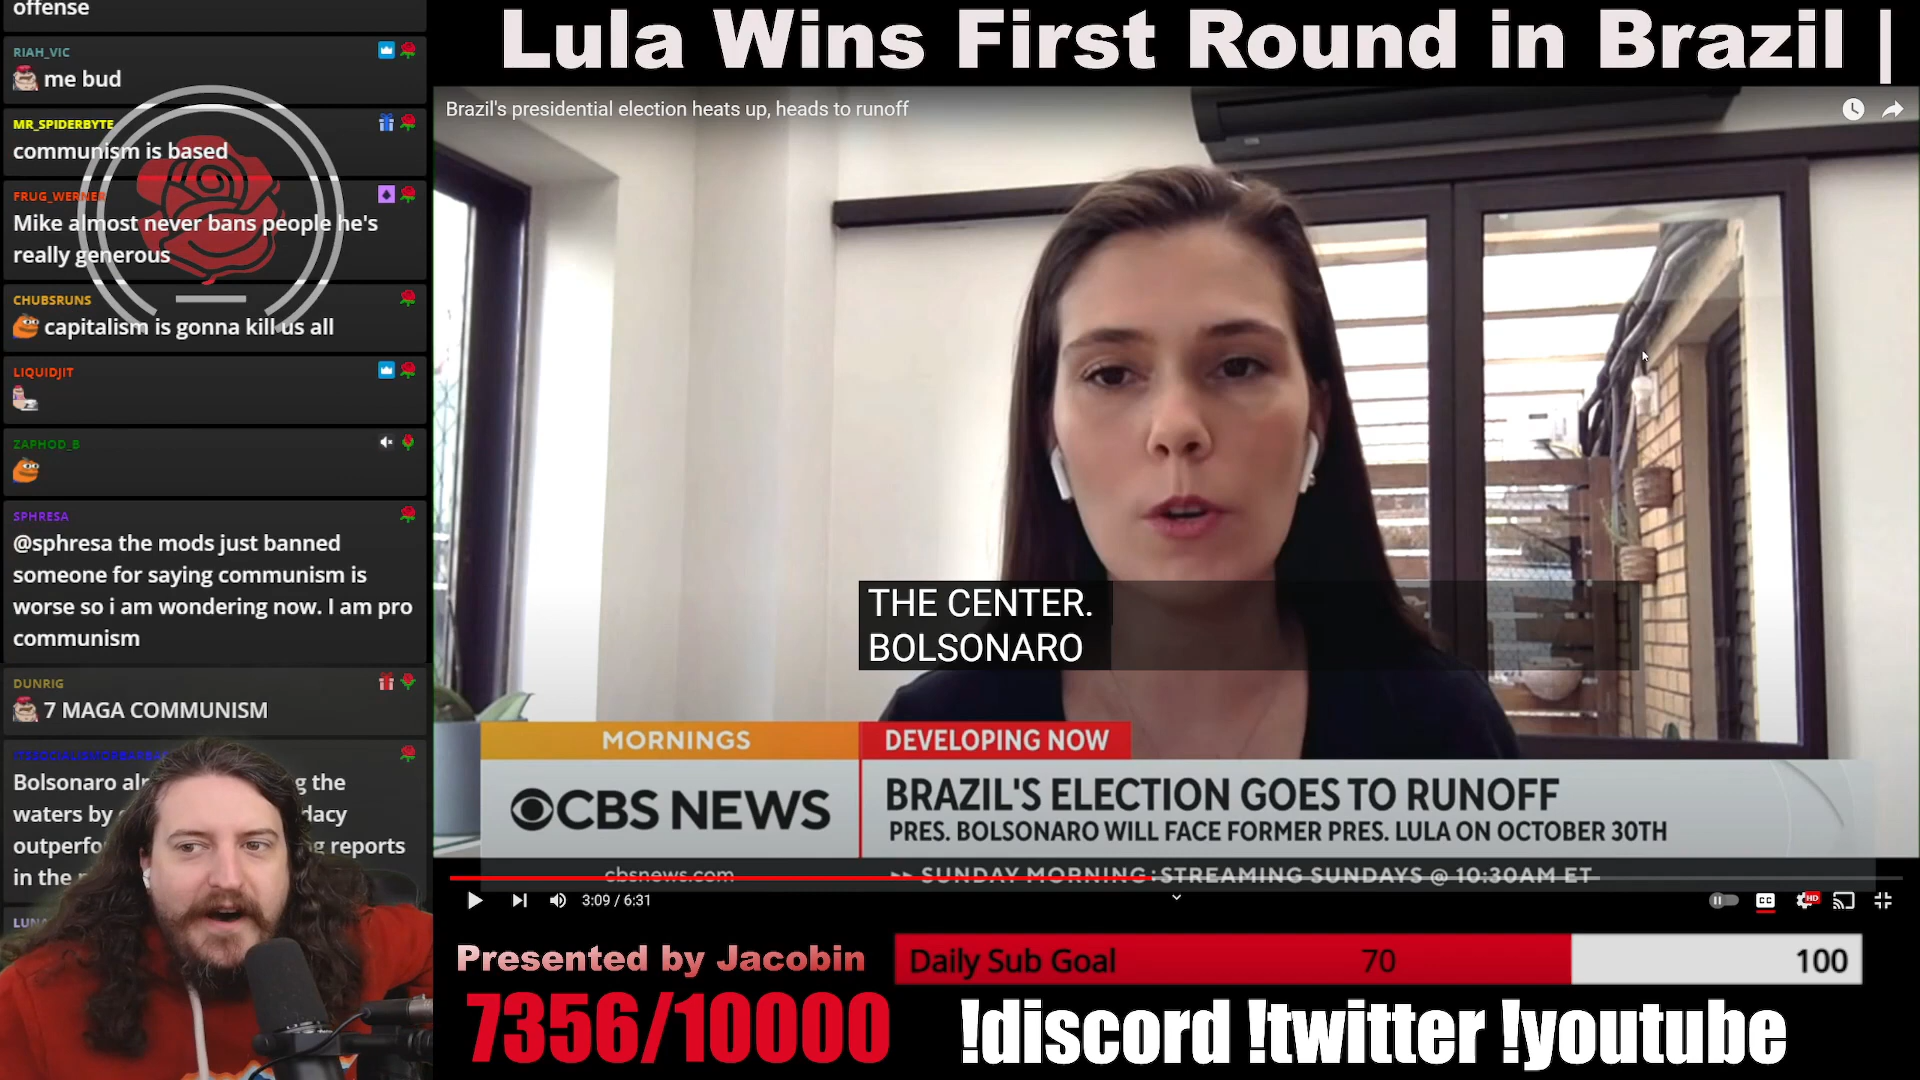 offense
RIAH_VIC
me bud
MR_SPIDERBYTE
communism is based
FRUG_WERNER
Mike almost never bans people he's
really generous
CHUBSRUNS
capitalism is gonna kill us all
LIQUIDJIT
ZAPHOD_B
SPHRESA
@sphresa the mods just banned
someone for saying communism is
worse so i am wondering now. I am pro
communism
DUNRIG
7 MAGA COMMUNISM
Bolsonaro g the
waters by dacy
g reports
in the
Lula Wins First Round in Brazil |
Brazil's presidential election heats up, heads to runoff
THE CENTER.
BOLSONARO
MORNINGS
DEVELOPING NOW
CBS NEWS
BRAZIL'S ELECTION GOES TO RUNOFF
PRES. BOLSONARO WILL FACE FORMER PRES. LULA ON OCTOBER 30TH
cbsnews.com
SUNDAY MORNING: STREAMING SUNDAYS @ 10:30AM ET
3:09 / 6:31
CC
HD
Presented by Jacobin
Daily Sub Goal 70 100
7356/10000
!discord !twitter !youtube